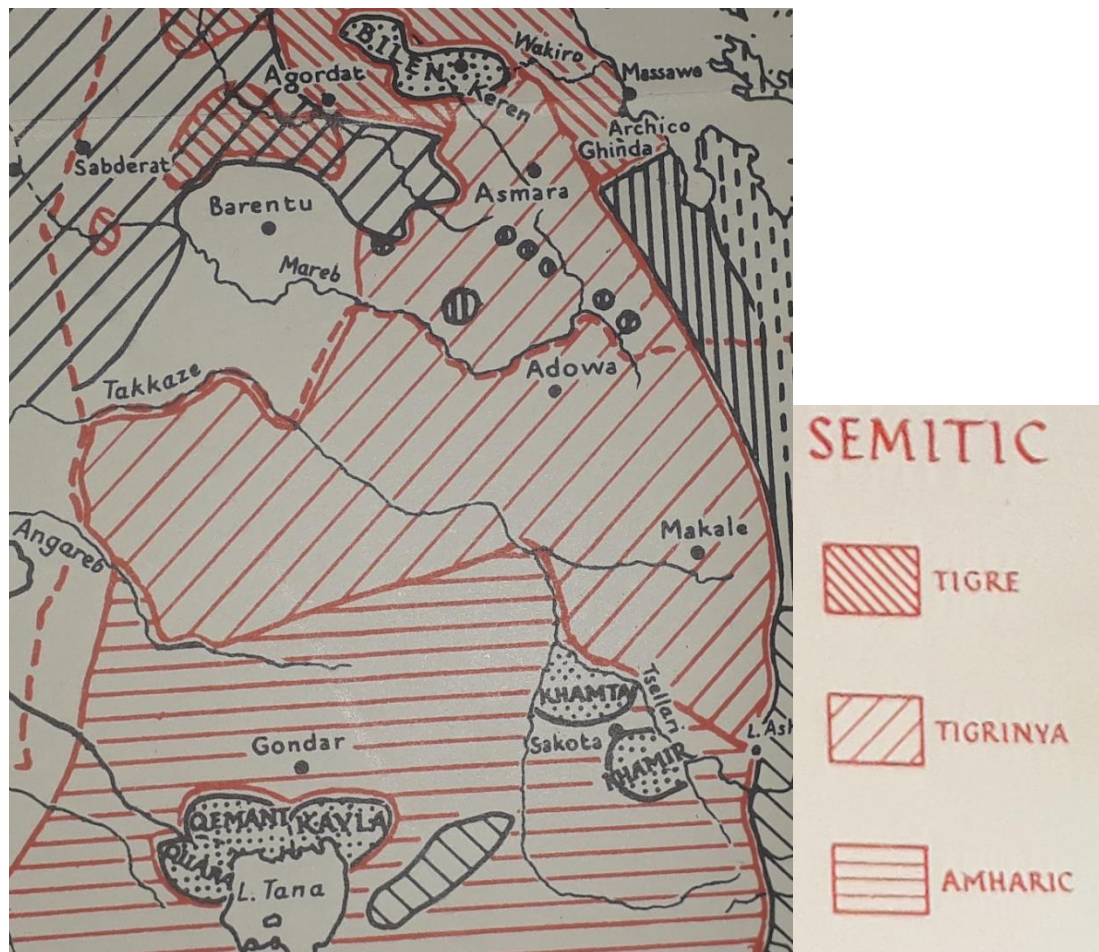 BILEN
Wakiro
Agordat
Keren
Massawa
Archico
Ghinda
Sabderat
Asmara
Barentu
Mareb
Takkaze
Adowa
Makale
Angareb
KHAMTA
Tsellari
Sakota
L. Ash
KHAMIR
Gondar
QEMANT
KAYLA
QUARA
L. Tana
SEMITIC
TIGRE
TIGRINYA
AMHARIC